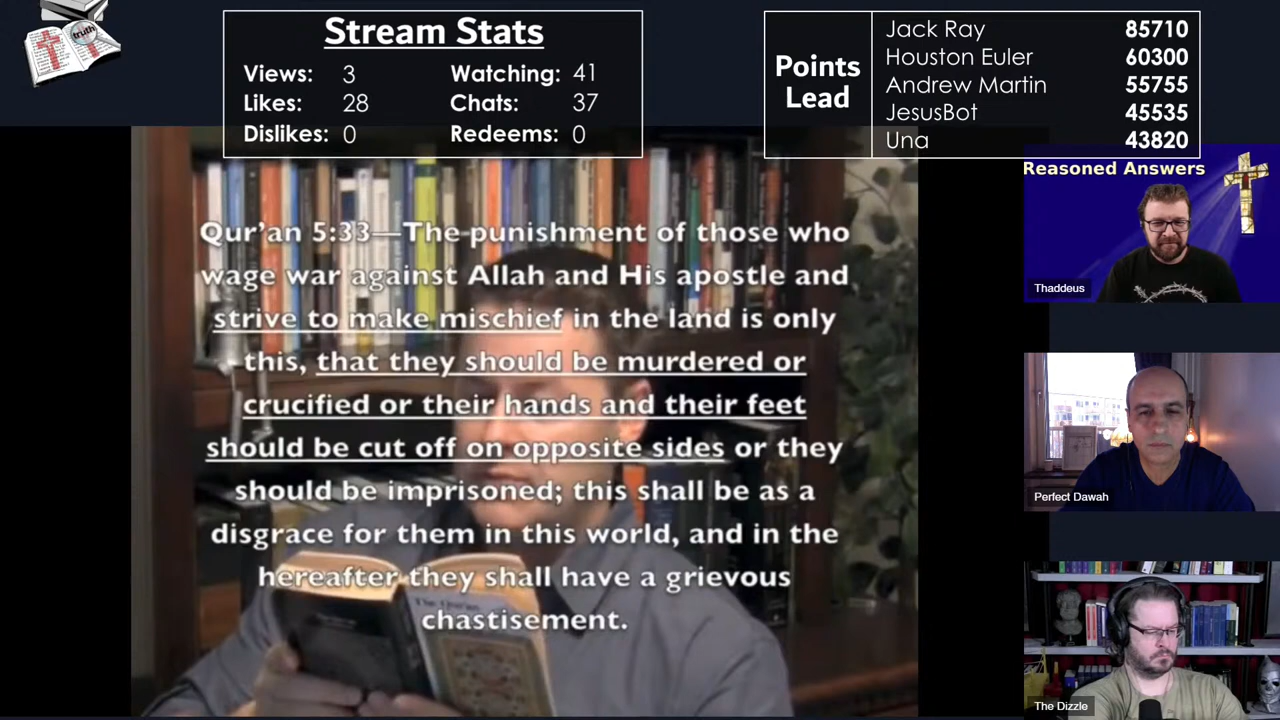 truth
Stream Stats
Views: 3
Watching: 41
Likes: 28
Chats: 37
Dislikes: 0
Redeems: 0
Points
Lead
Jack Ray 85710
Houston Euler 60300
Andrew Martin 55755
JesusBot 45535
Una 43820
Reasoned Answers
Thaddeus
Perfect Dawah
The Dizzle
Qur'an 5:33—The punishment of those who
wage war against Allah and His apostle and
strive to make mischief in the land is only
this, that they should be murdered or
crucified or their hands and their feet
should be cut off on opposite sides or they
should be imprisoned; this shall be as a
disgrace for them in this world, and in the
hereafter they shall have a grievous
chastisement.